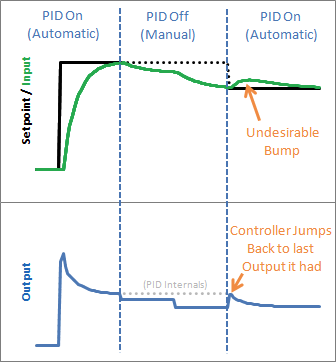 PID On
(Automatic)
PID Off
(Manual)
PID On
(Automatic)
Setpoint / Input
Undesirable
Bump
Controller Jumps
Back to last
Output it had
(PID Internals)
Output